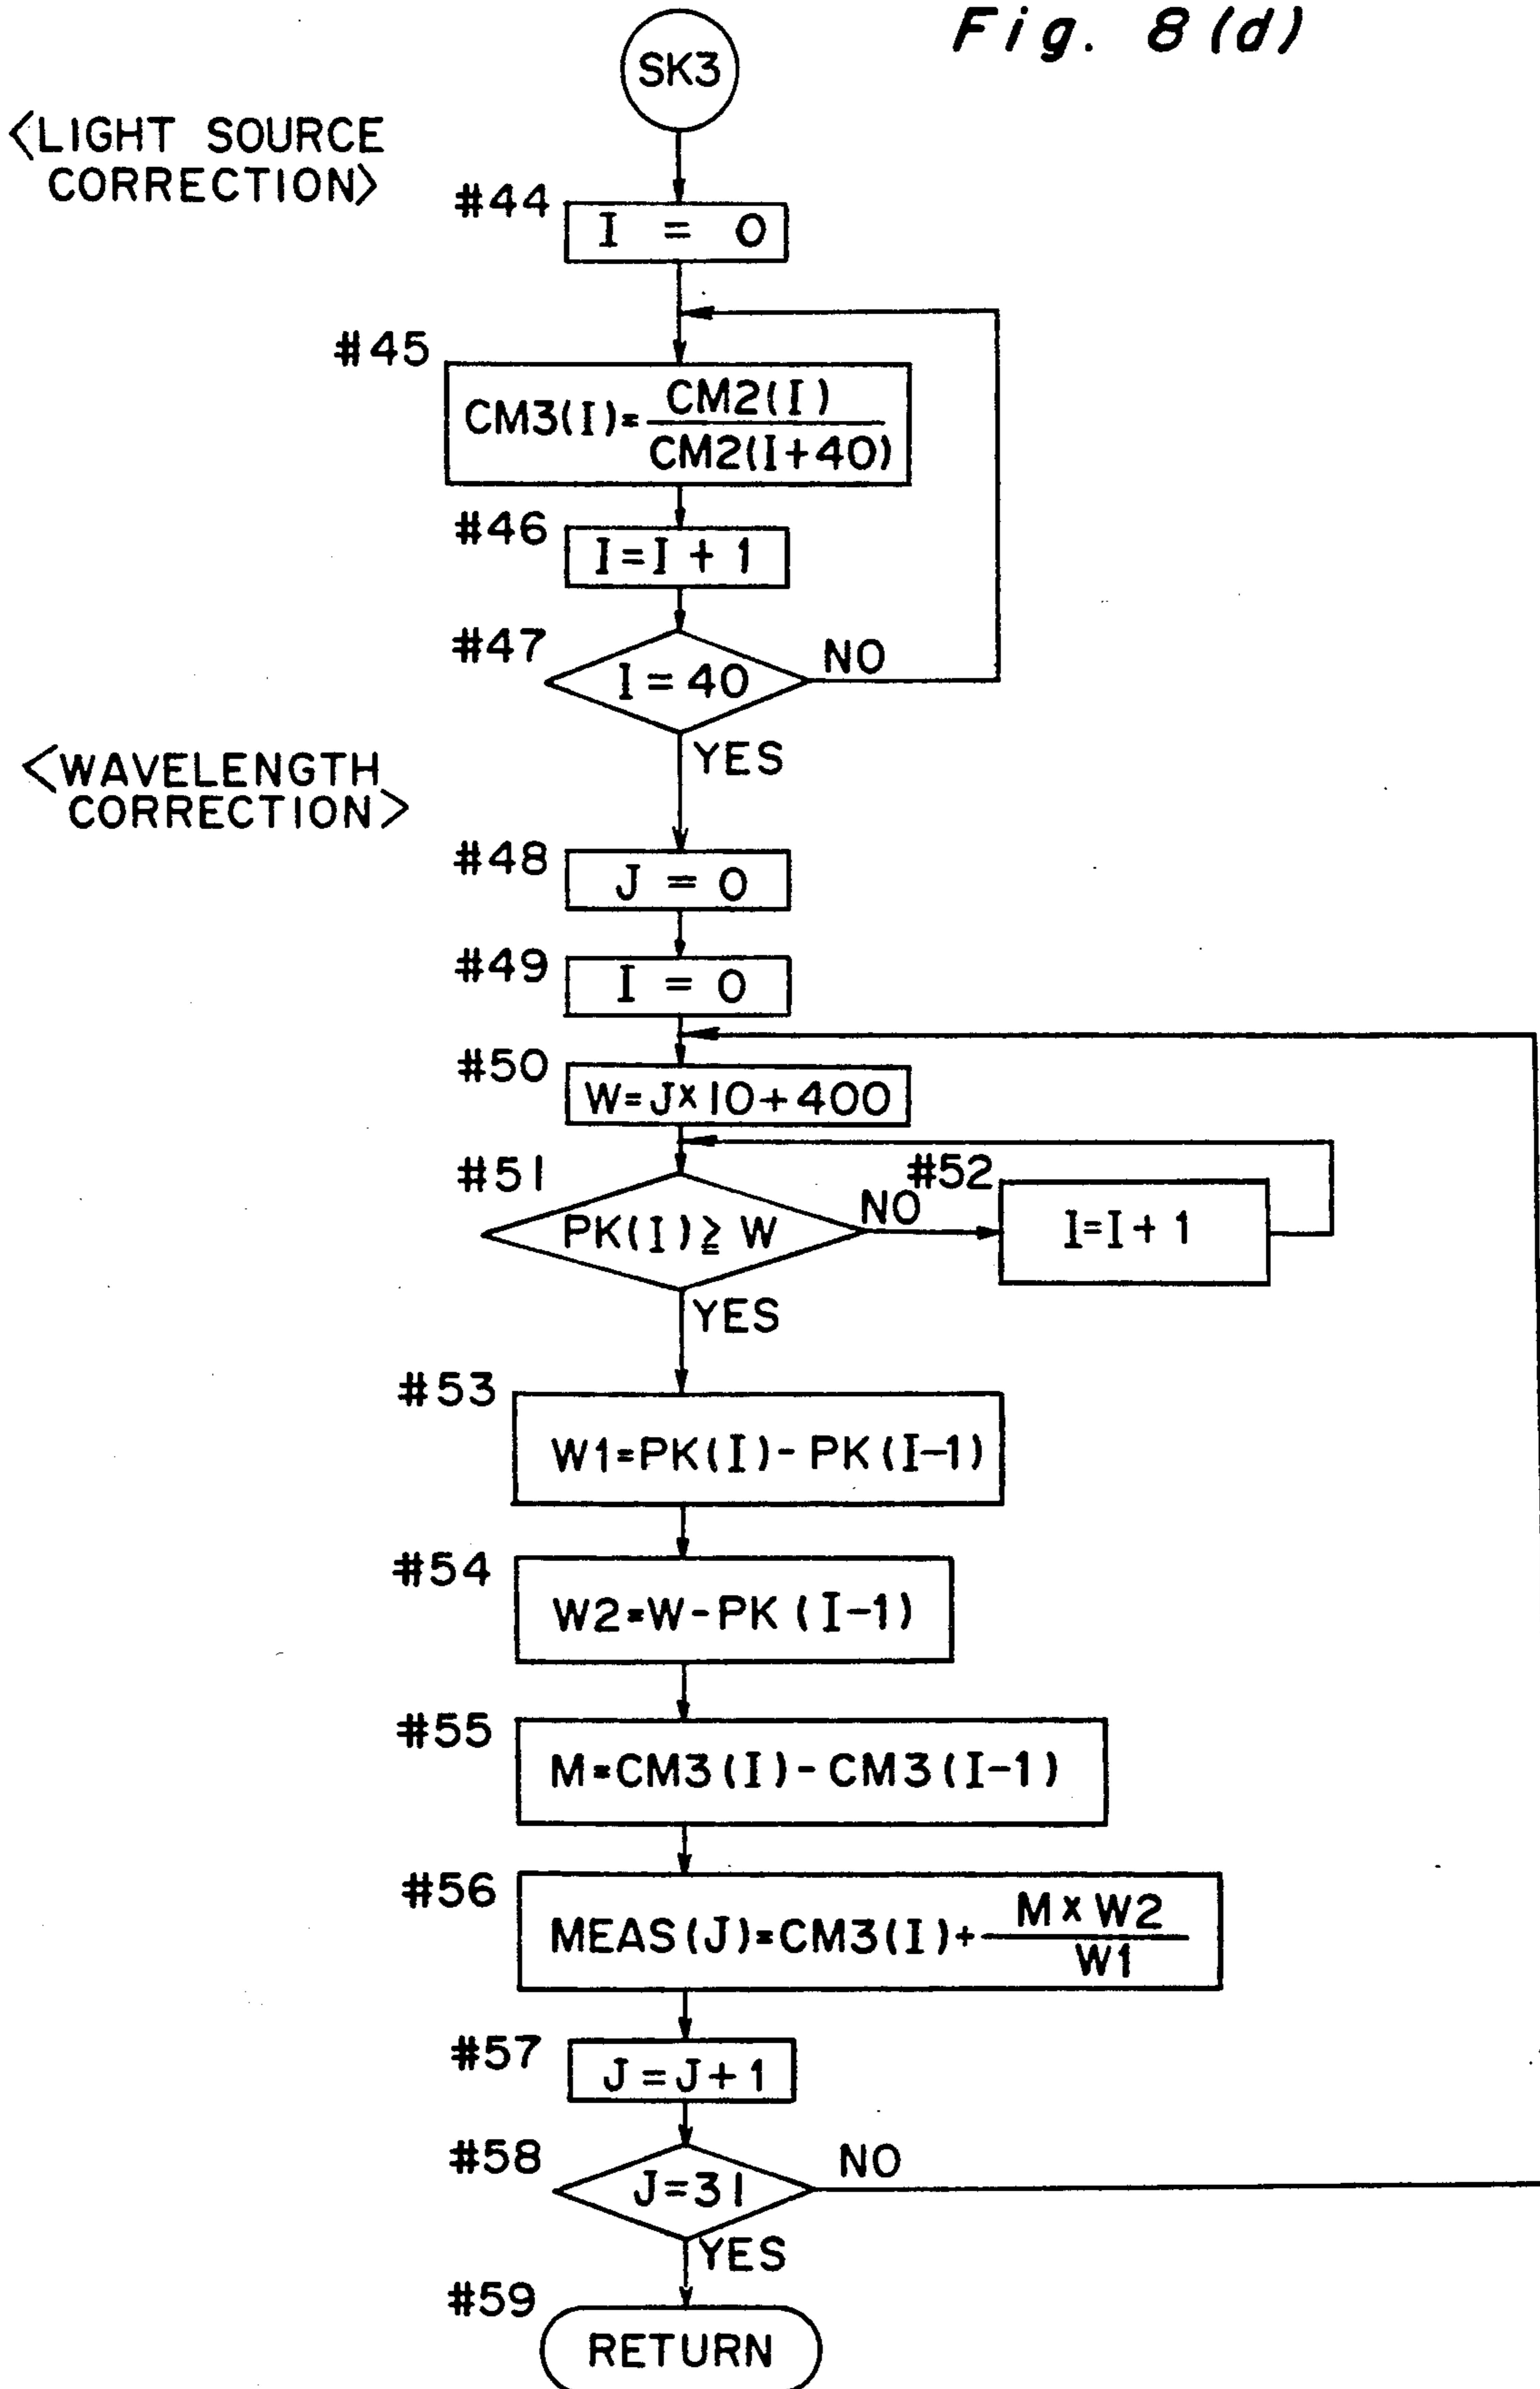 Fig. 8(d)
SK3
<LIGHT SOURCE
CORRECTION>
#44
I = 0
#45
CM3(I)=CM2(I)/CM2(I+40)
#46
I=I+1
#47
I=40
NO
YES
<WAVELENGTH
CORRECTION>
#48
J = 0
#49
I = 0
#50
W=J×10+400
#51
PK(I)≧W
NO
#52
I=I+1
YES
#53
W1=PK(I)-PK(I-1)
#54
W2=W-PK(I-1)
#55
M=CM3(I)-CM3(I-1)
#56
MEAS(J)=CM3(I)+M×W2/W1
#57
J=J+1
#58
J=31
NO
YES
#59
RETURN